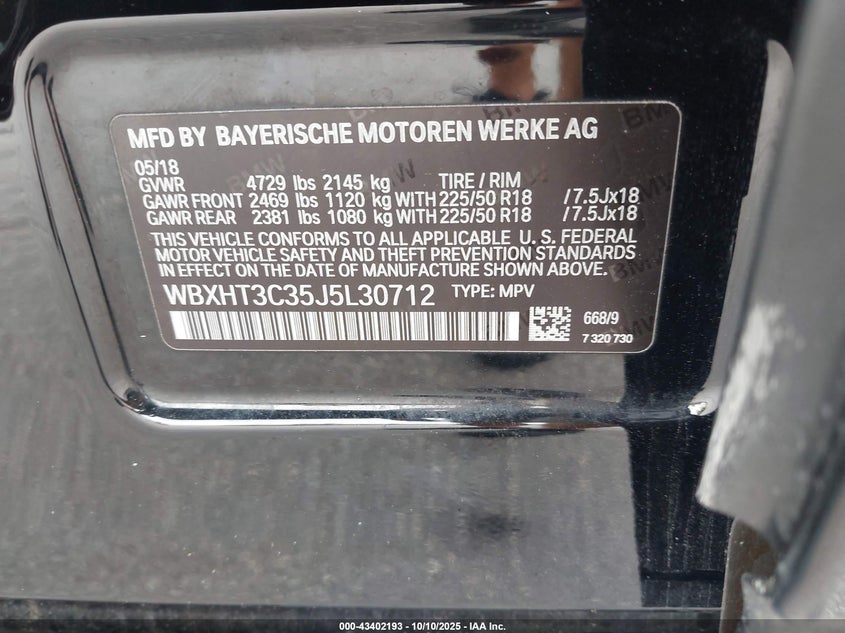 MFD BY BAYERISCHE MOTOREN WERKE AG
05/18
GVWR 4729 lbs 2145 kg TIRE / RIM
GAWR FRONT 2469 lbs 1120 kg WITH 225/50 R18 /7.5Jx18
GAWR REAR 2381 lbs 1080 kg WITH 225/50 R18 /7.5Jx18
THIS VEHICLE CONFORMS TO ALL APPLICABLE U. S. FEDERAL
MOTOR VEHICLE SAFETY AND THEFT PREVENTION STANDARDS
IN EFFECT ON THE DATE OF MANUFACTURE SHOWN ABOVE.
WBXHT3C35J5L30712 TYPE: MPV
668/9
7 320 730
000-43402193 - 10/10/2025 - IAA Inc.